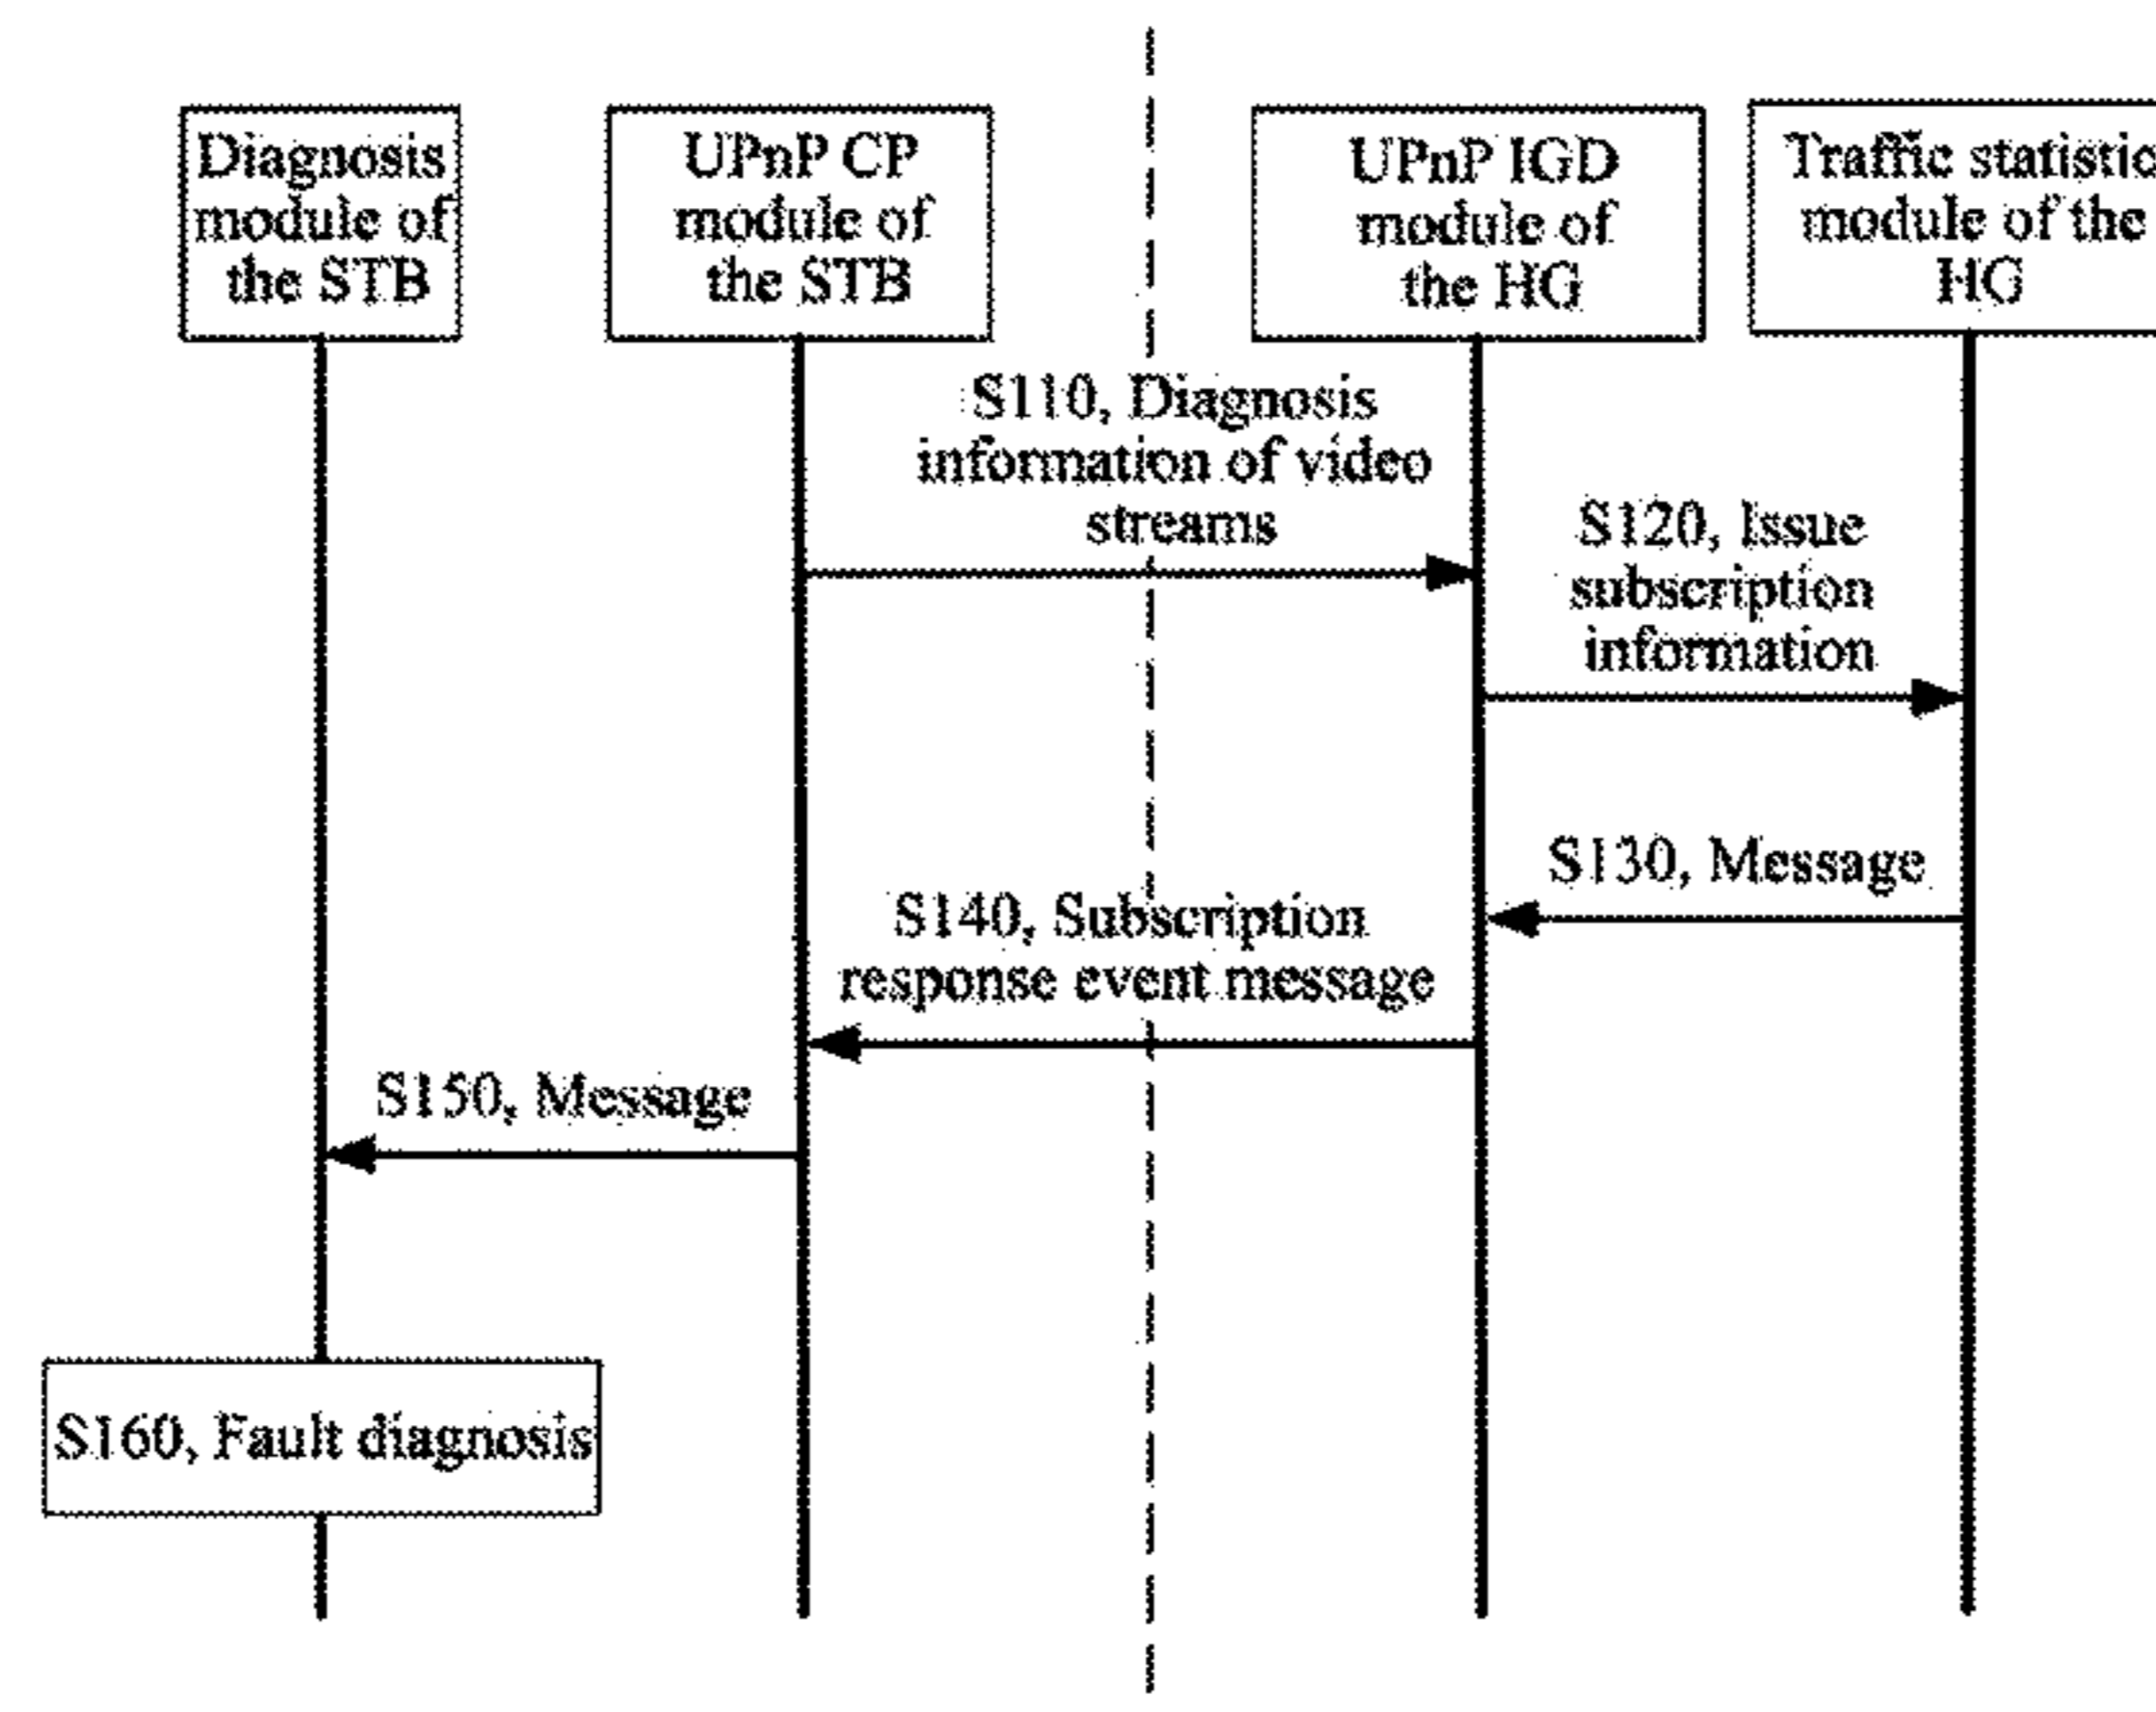 Diagnosis
module of
the STB
UPnP CP
module of
the STB
UPnP IGD
module of
the HG
Traffic statistic
module of the
HG
S110, Diagnosis
information of video
streams
S120, Issue
subscription
information
S130, Message
S140, Subscription
response event message
S150, Message
S160, Fault diagnosis